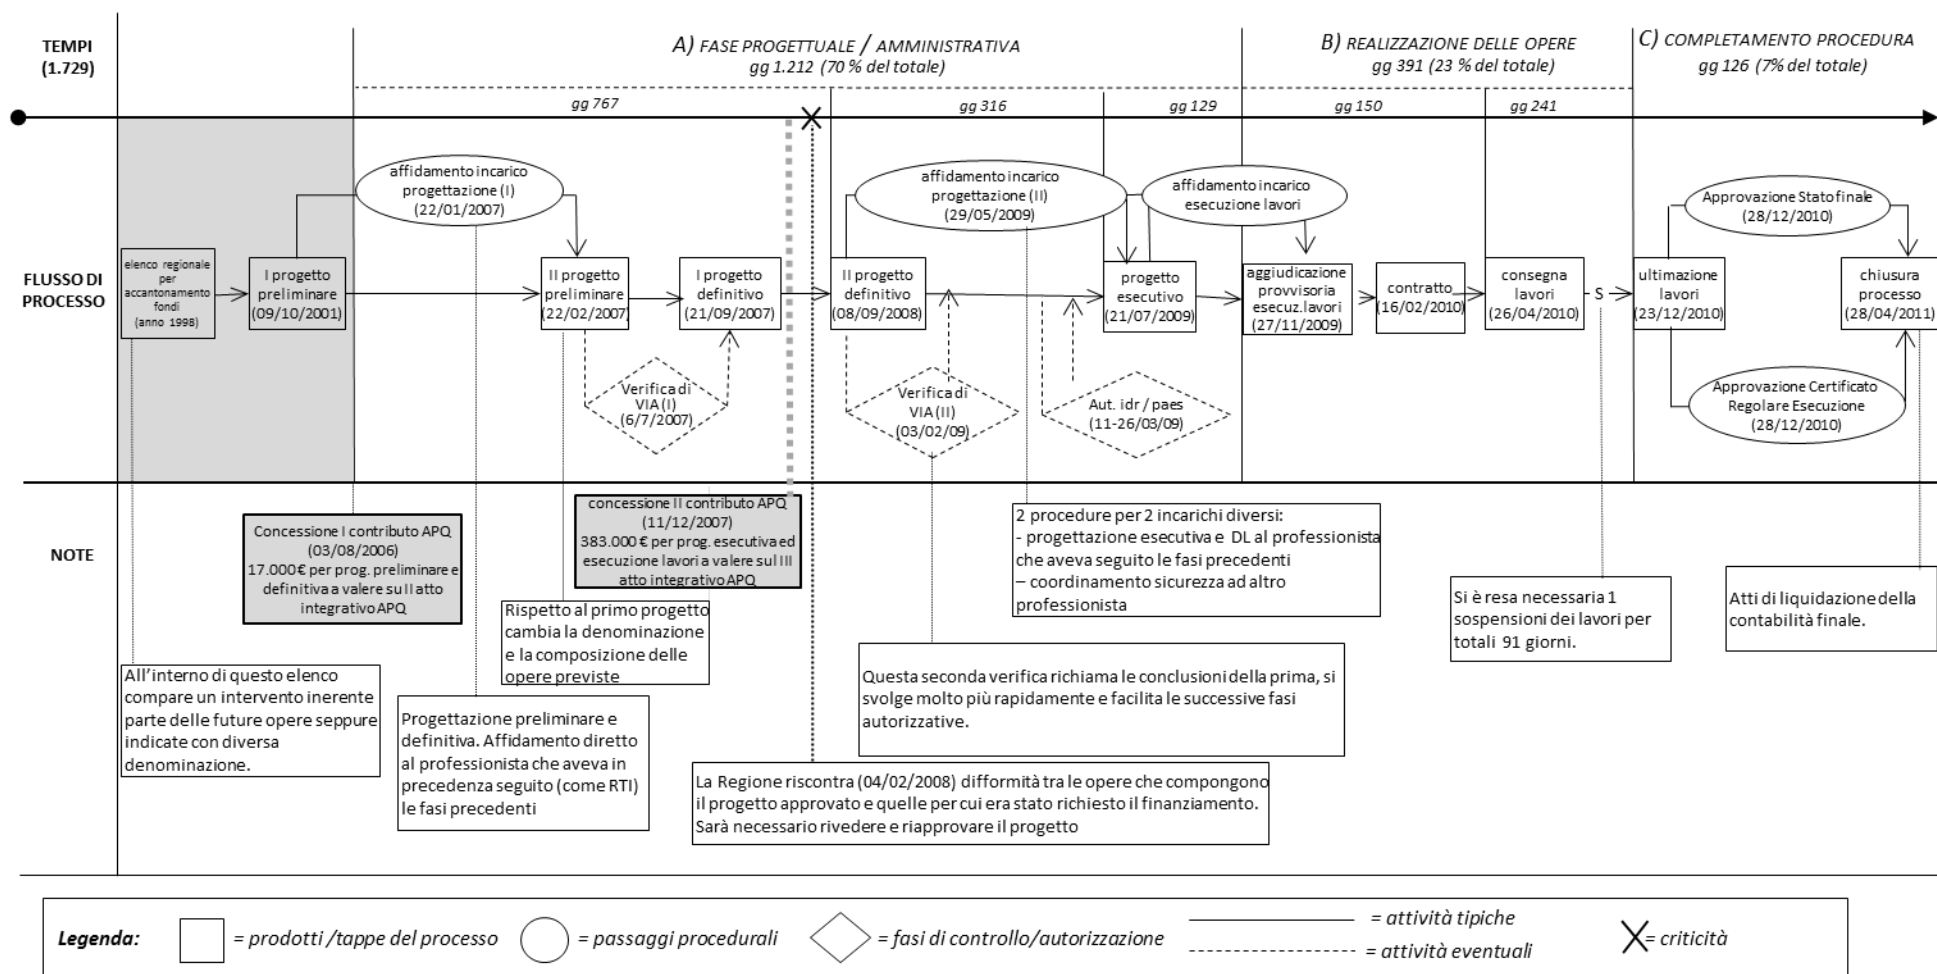 TEMPI
(1.729)
A) FASE PROGETTUALE / AMMINISTRATIVA
gg 1.212 (70 % del totale)
B) REALIZZAZIONE DELLE OPERE
gg 391 (23 % del totale)
C) COMPLETAMENTO PROCEDURA
gg 126 (7% del totale)
gg 767
gg 316
gg 129
gg 150
gg 241
FLUSSO DI
PROCESSO
elenco regionale
per
accantonamento
fondi
(anno 1998)
I progetto
preliminare
(09/10/2001)
affidamento incarico
progettazione (I)
(22/01/2007)
II progetto
preliminare
(22/02/2007)
I progetto
definitivo
(21/09/2007)
Verifica di
VIA (I)
(6/7/2007)
II progetto
definitivo
(08/09/2008)
affidamento incarico
progettazione (II)
(29/05/2009)
Verifica di
VIA (II)
(03/02/09)
Aut. idr / paes
(11-26/03/09)
progetto
esecutivo
(21/07/2009)
affidamento incarico
esecuzione lavori
aggiudicazione
provvisoria
esecuz.lavori
(27/11/2009)
contratto
(16/02/2010)
consegna
lavori
(26/04/2010)
S
ultimazione
lavori
(23/12/2010)
Approvazione Stato finale
(28/12/2010)
Approvazione Certificato
Regolare Esecuzione
(28/12/2010)
chiusura
processo
(28/04/2011)
NOTE
Concessione I contributo APQ
(03/08/2006)
17.000 € per prog. preliminare e
definitiva a valere su II atto
integrativo APQ
concessione II contributo APQ
(11/12/2007)
383.000 € per prog. esecutiva ed
esecuzione lavori a valere sul III
atto integrativo APQ
2 procedure per 2 incarichi diversi:
- progettazione esecutiva e DL al professionista
che aveva seguito le fasi precedenti
– coordinamento sicurezza ad altro
professionista
Rispetto al primo progetto
cambia la denominazione
e la composizione delle
opere previste
Si è resa necessaria 1
sospensioni dei lavori per
totali 91 giorni.
Atti di liquidazione della
contabilità finale.
All'interno di questo elenco
compare un intervento inerente
parte delle future opere seppure
indicate con diversa
denominazione.
Questa seconda verifica richiama le conclusioni della prima, si
svolge molto più rapidamente e facilita le successive fasi
autorizzative.
Progettazione preliminare e
definitiva. Affidamento diretto
al professionista che aveva in
precedenza seguito (come RTI)
le fasi precedenti
La Regione riscontra (04/02/2008) difformità tra le opere che compongono
il progetto approvato e quelle per cui era stato richiesto il finanziamento.
Sarà necessario rivedere e riapprovare il progetto
Legenda:
= prodotti /tappe del processo
= passaggi procedurali
= fasi di controllo/autorizzazione
= attività tipiche
= attività eventuali
= criticità